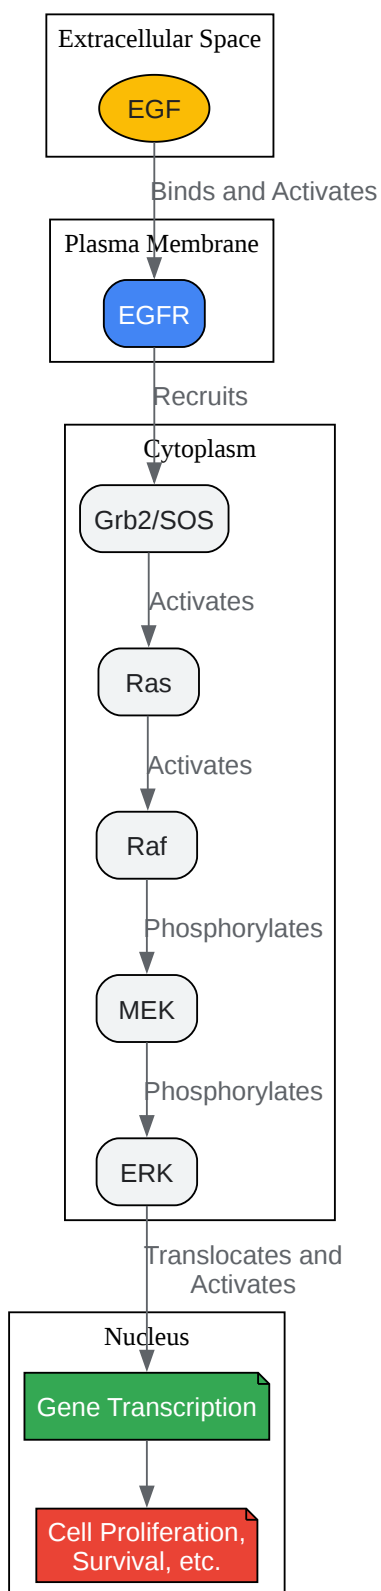 Extracellular Space
EGF
Binds and Activates
Plasma Membrane
EGFR
Recruits
Cytoplasm
Grb2/SOS
Activates
Ras
Activates
Raf
Phosphorylates
MEK
Phosphorylates
ERK
Translocates and
Activates
Nucleus
Gene Transcription
Cell Proliferation,
Survival, etc.